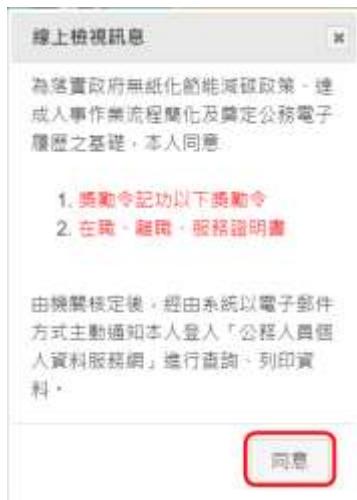 線上檢視訊息
為落實政府無紙化節能減碳政策、達
成人事作業流程簡化及奠定公務電子
履歷之基礎，本人同意
1. 獎勵令記功以下獎勵令
2. 在職、離職、服務證明書
由機關核定後，經由系統以電子郵件
方式主動通知本人登入「公務人員個
人資料服務網」進行查詢、列印資
料。
同意